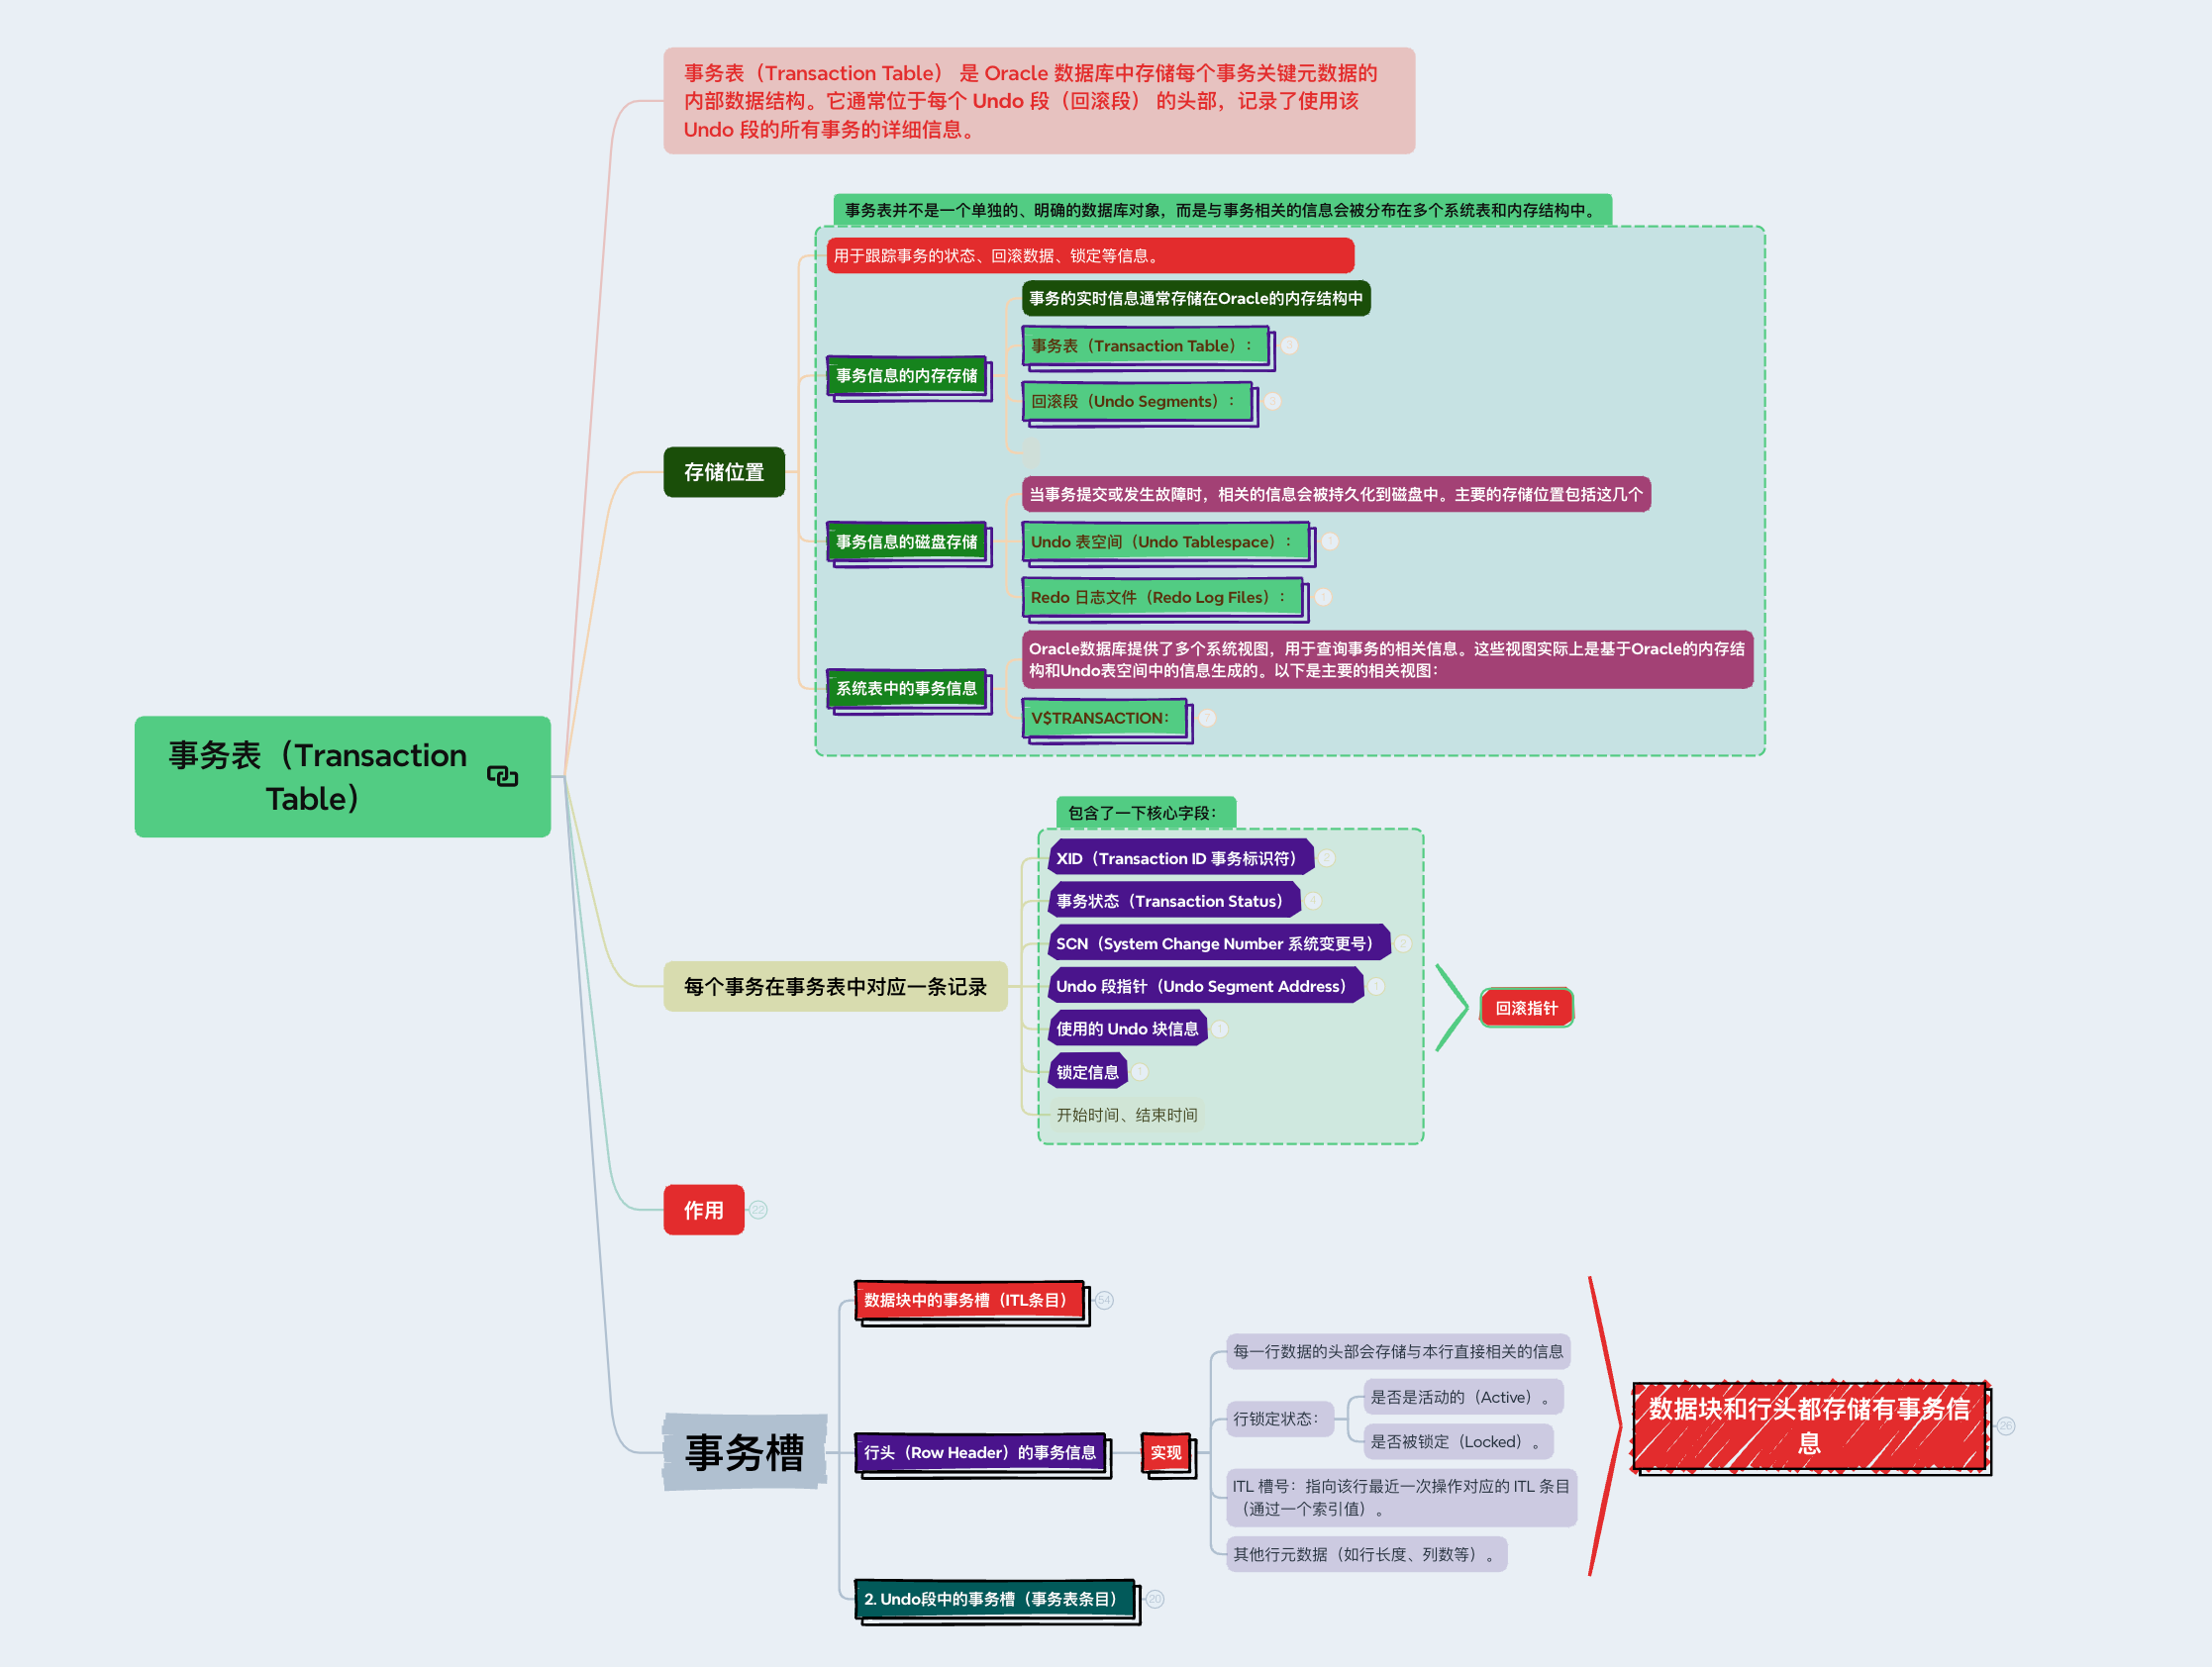 事务表（Transaction Table） 是 Oracle 数据库中存储每个事务关键元数据的
内部数据结构。它通常位于每个 Undo 段（回滚段） 的头部，记录了使用该
Undo 段的所有事务的详细信息。
事务表并不是一个单独的、明确的数据库对象，而是与事务相关的信息会被分布在多个系统表和内存结构中。
用于跟踪事务的状态、回滚数据、锁定等信息。
事务的实时信息通常存储在Oracle的内存结构中
事务表（Transaction Table）：
事务信息的内存存储
回滚段（Undo Segments）：
3
存储位置
当事务提交或发生故障时，相关的信息会被持久化到磁盘中。主要的存储位置包括这几个
事务信息的磁盘存储
Undo 表空间（Undo Tablespace）：
1
Redo 日志文件（Redo Log Files）：
1
Oracle数据库提供了多个系统视图，用于查询事务的相关信息。这些视图实际上是基于Oracle的内存结
构和Undo表空间中的信息生成的。以下是主要的相关视图：
系统表中的事务信息
V$TRANSACTION：
事务表（Transaction
Table）
包含了一下核心字段：
XID（Transaction ID 事务标识符）
2
事务状态（Transaction Status）
4
SCN（System Change Number 系统变更号）
2
每个事务在事务表中对应一条记录
Undo 段指针（Undo Segment Address）
1
回滚指针
使用的 Undo 块信息
1
锁定信息
1
开始时间、结束时间
作用
22
数据块中的事务槽（ITL条目）
54
每一行数据的头部会存储与本行直接相关的信息
是否是活动的（Active）。
行锁定状态：
是否被锁定（Locked）。
数据块和行头都存储有事务信
息
26
事务槽
行头（Row Header）的事务信息
实现
ITL 槽号：指向该行最近一次操作对应的 ITL 条目
（通过一个索引值）。
其他行元数据（如行长度、列数等）。
2. Undo段中的事务槽（事务表条目）
20